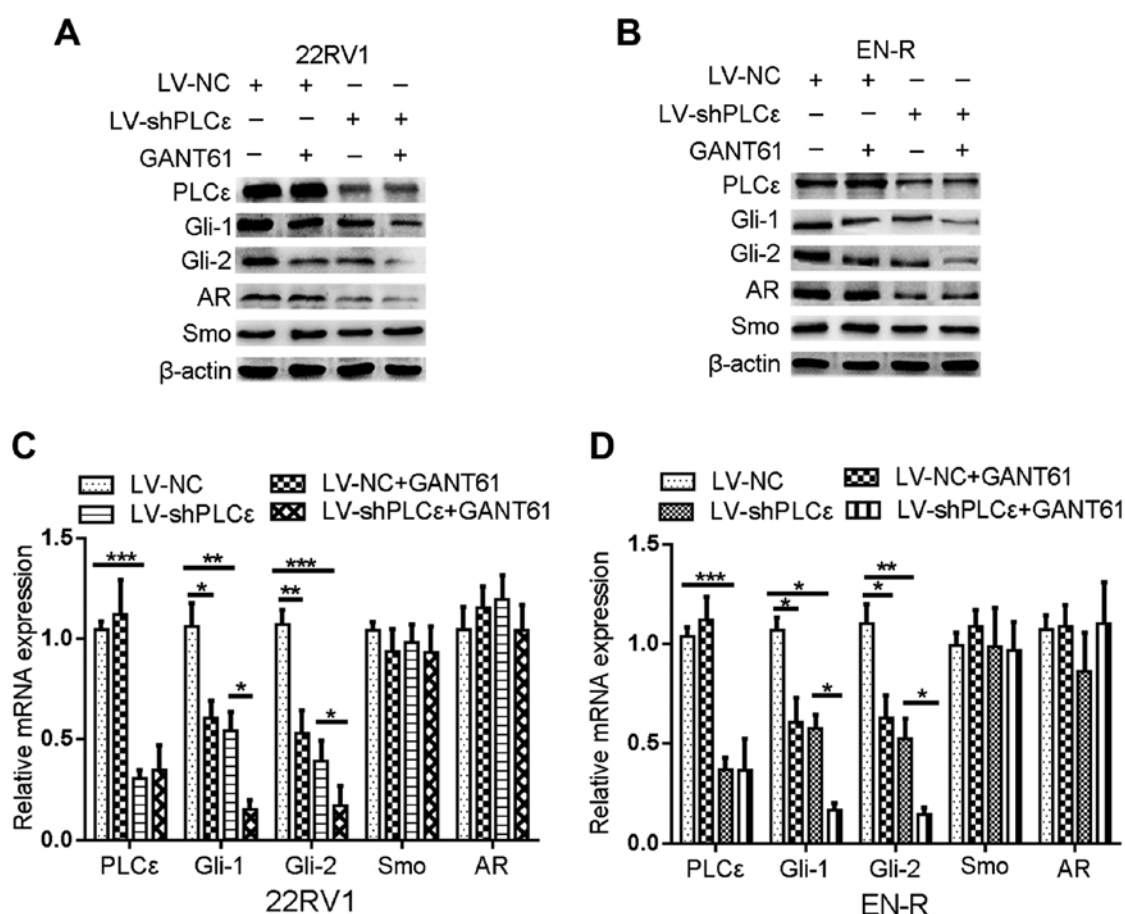 A
22RV1
LV-NC + + – –
LV-shPLCε – – + +
GANT61 – + – +
PLCε
Gli-1
Gli-2
AR
Smo
β-actin
B
EN-R
LV-NC + + – –
LV-shPLCε – – + +
GANT61 – + – +
PLCε
Gli-1
Gli-2
AR
Smo
β-actin
C
LV-NC LV-NC+GANT61
LV-shPLCε LV-shPLCε+GANT61
Relative mRNA expression
1.5
1.0
0.5
0.0
*** ** * * *** ** *
PLCε Gli-1 Gli-2 Smo AR
22RV1
D
LV-NC LV-NC+GANT61
LV-shPLCε LV-shPLCε+GANT61
Relative mRNA expression
1.5
1.0
0.5
0.0
*** * * * ** * *
PLCε Gli-1 Gli-2 Smo AR
EN-R